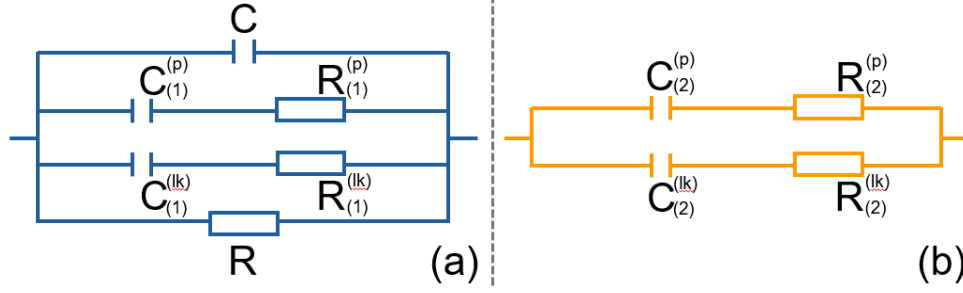 C
C(p)(1) R(p)(1)
C(lk)(1) R(lk)(1)
R
(a)
C(p)(2) R(p)(2)
C(lk)(2) R(lk)(2)
(b)